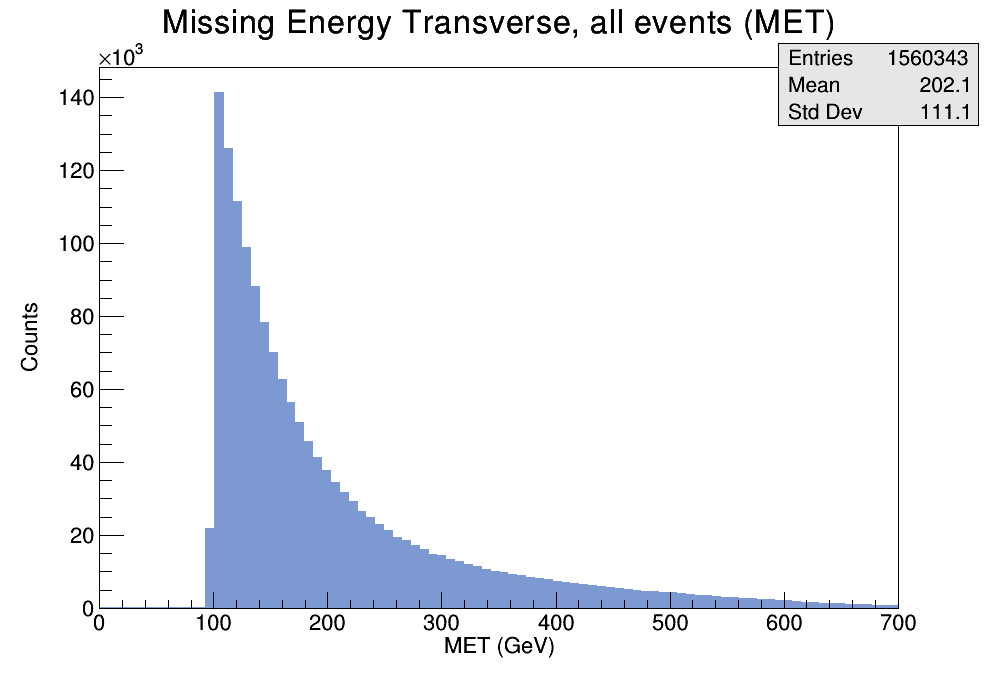 Missing Energy Transverse, all events (MET)
×10³
Entries 1560343
Mean 202.1
Std Dev 111.1
140
120
100
80
60
40
20
0
Counts
0 100 200 300 400 500 600 700
MET (GeV)